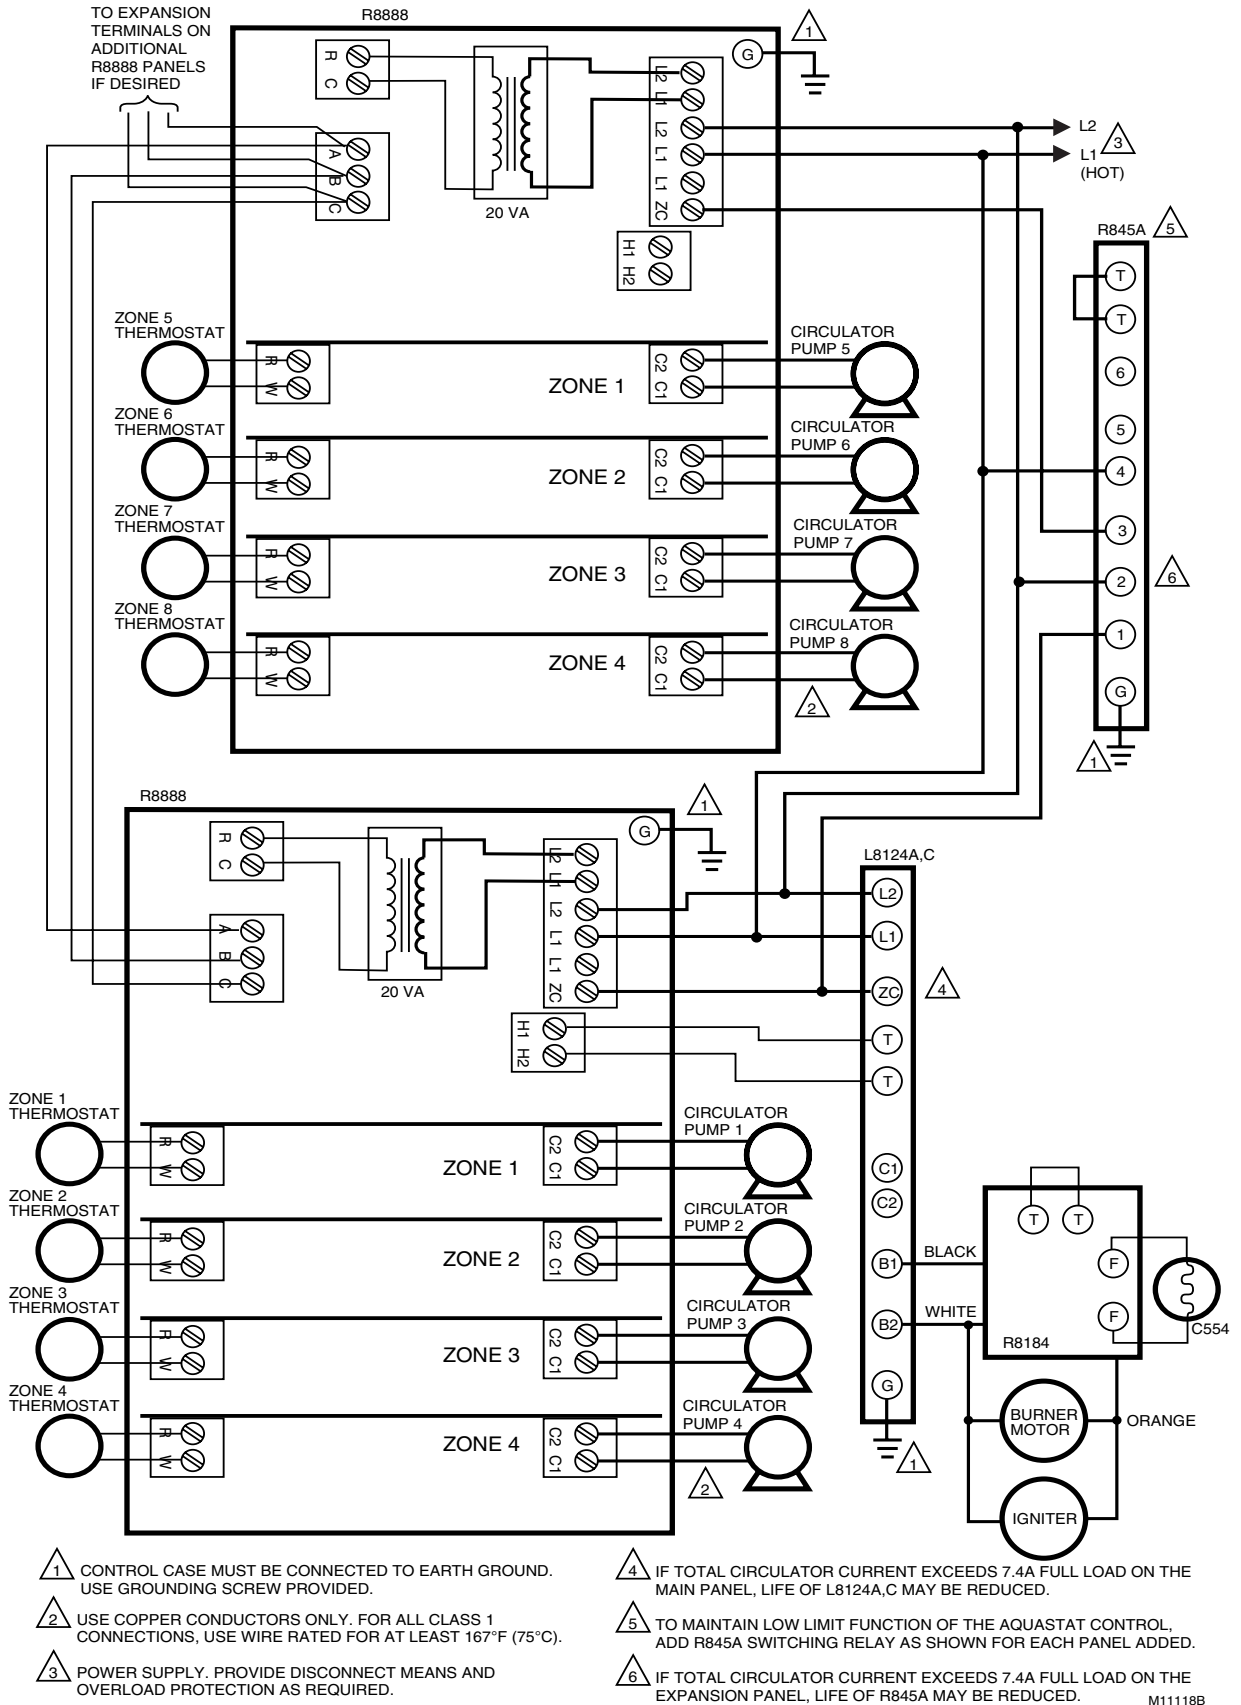 TO EXPANSION
TERMINALS ON
ADDITIONAL
R8888 PANELS
IF DESIRED
R8888
1
G
R
C
20 VA
L2
L1
L2
L1
L1
ZC
L2
L1
(HOT)
3
A
B
C
H1
H2
R845A
5
T
T
6
5
4
3
2
6
1
G
1
ZONE 5
THERMOSTAT
R
W
ZONE 1
C2
C1
CIRCULATOR
PUMP 5
ZONE 6
THERMOSTAT
R
W
ZONE 2
C2
C1
CIRCULATOR
PUMP 6
ZONE 7
THERMOSTAT
R
W
ZONE 3
C2
C1
CIRCULATOR
PUMP 7
ZONE 8
THERMOSTAT
R
W
ZONE 4
C2
C1
CIRCULATOR
PUMP 8
2
R8888
1
G
R
C
20 VA
L2
L1
L2
L1
L1
ZC
A
B
C
H1
H2
L8124A,C
L2
L1
ZC
4
T
T
C1
C2
B1
B2
G
1
ZONE 1
THERMOSTAT
R
W
ZONE 1
C2
C1
CIRCULATOR
PUMP 1
ZONE 2
THERMOSTAT
R
W
ZONE 2
C2
C1
CIRCULATOR
PUMP 2
ZONE 3
THERMOSTAT
R
W
ZONE 3
C2
C1
CIRCULATOR
PUMP 3
ZONE 4
THERMOSTAT
R
W
ZONE 4
C2
C1
CIRCULATOR
PUMP 4
2
BLACK
WHITE
T
T
F
F
R8184
C554
BURNER
MOTOR
ORANGE
IGNITER
1 CONTROL CASE MUST BE CONNECTED TO EARTH GROUND.
USE GROUNDING SCREW PROVIDED.
2 USE COPPER CONDUCTORS ONLY. FOR ALL CLASS 1
CONNECTIONS, USE WIRE RATED FOR AT LEAST 167°F (75°C).
3 POWER SUPPLY. PROVIDE DISCONNECT MEANS AND
OVERLOAD PROTECTION AS REQUIRED.
4 IF TOTAL CIRCULATOR CURRENT EXCEEDS 7.4A FULL LOAD ON THE
MAIN PANEL, LIFE OF L8124A,C MAY BE REDUCED.
5 TO MAINTAIN LOW LIMIT FUNCTION OF THE AQUASTAT CONTROL,
ADD R845A SWITCHING RELAY AS SHOWN FOR EACH PANEL ADDED.
6 IF TOTAL CIRCULATOR CURRENT EXCEEDS 7.4A FULL LOAD ON THE
EXPANSION PANEL, LIFE OF R845A MAY BE REDUCED.
M11118B